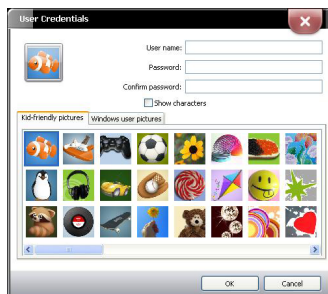 User Credentials
User name:
Password:
Confirm password:
Show characters
Kid-friendly pictures Windows user pictures
OK Cancel